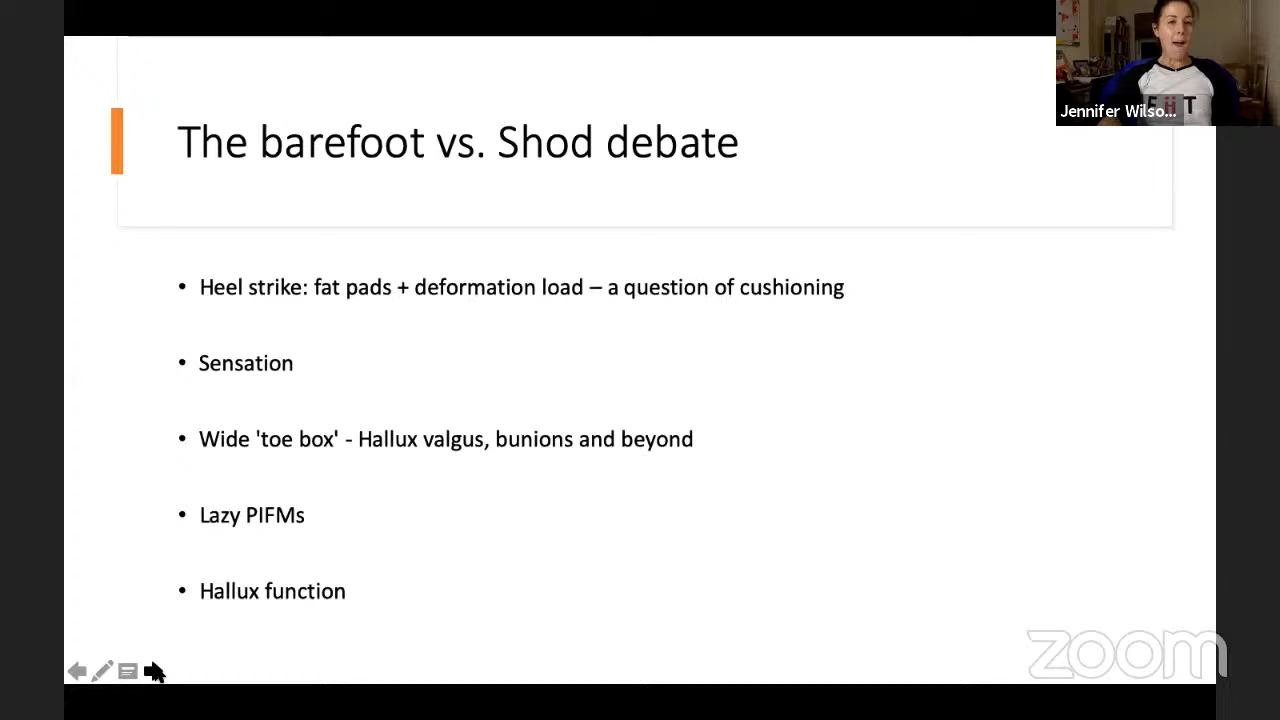 Jennifer Wilso...
The barefoot vs. Shod debate
• Heel strike: fat pads + deformation load – a question of cushioning
• Sensation
• Wide 'toe box' - Hallux valgus, bunions and beyond
• Lazy PIFMs
• Hallux function
zoom